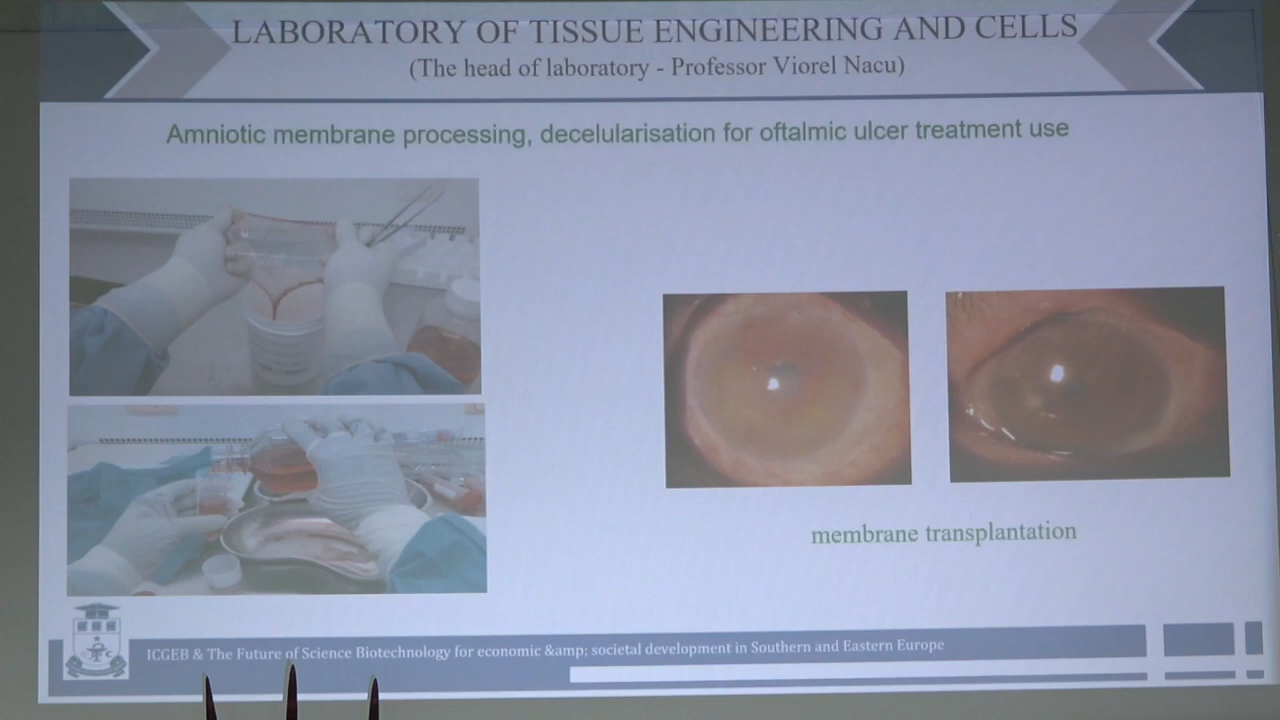 LABORATORY OF TISSUE ENGINEERING AND CELLS
(The head of laboratory - Professor Viorel Nacu)
Amniotic membrane processing, decelularisation for oftalmic ulcer treatment use
membrane transplantation
ICGEB & The Future of Science Biotechnology for economic &amp; societal development in Southern and Eastern Europe